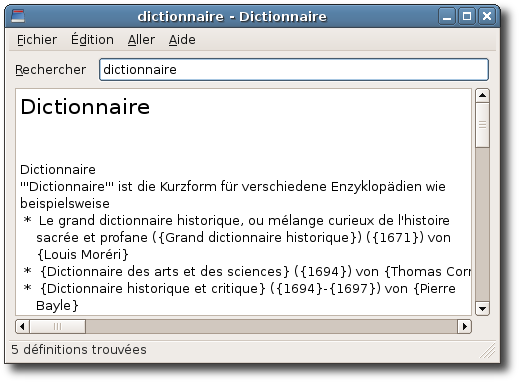 dictionnaire - Dictionnaire
Fichier Édition Aller Aide
Rechercher dictionnaire
Dictionnaire
Dictionnaire
'''Dictionnaire''' ist die Kurzform für verschiedene Enzyklopädien wie
beispielsweise
* Le grand dictionnaire historique, ou mélange curieux de l'histoire
sacrée et profane ({Grand dictionnaire historique}) ({1671}) von
{Louis Moréri}
* {Dictionnaire des arts et des sciences} ({1694}) von {Thomas
* {Dictionnaire historique et critique} ({1694}-{1697}) von {Pierre
Bayle}
5 définitions trouvées